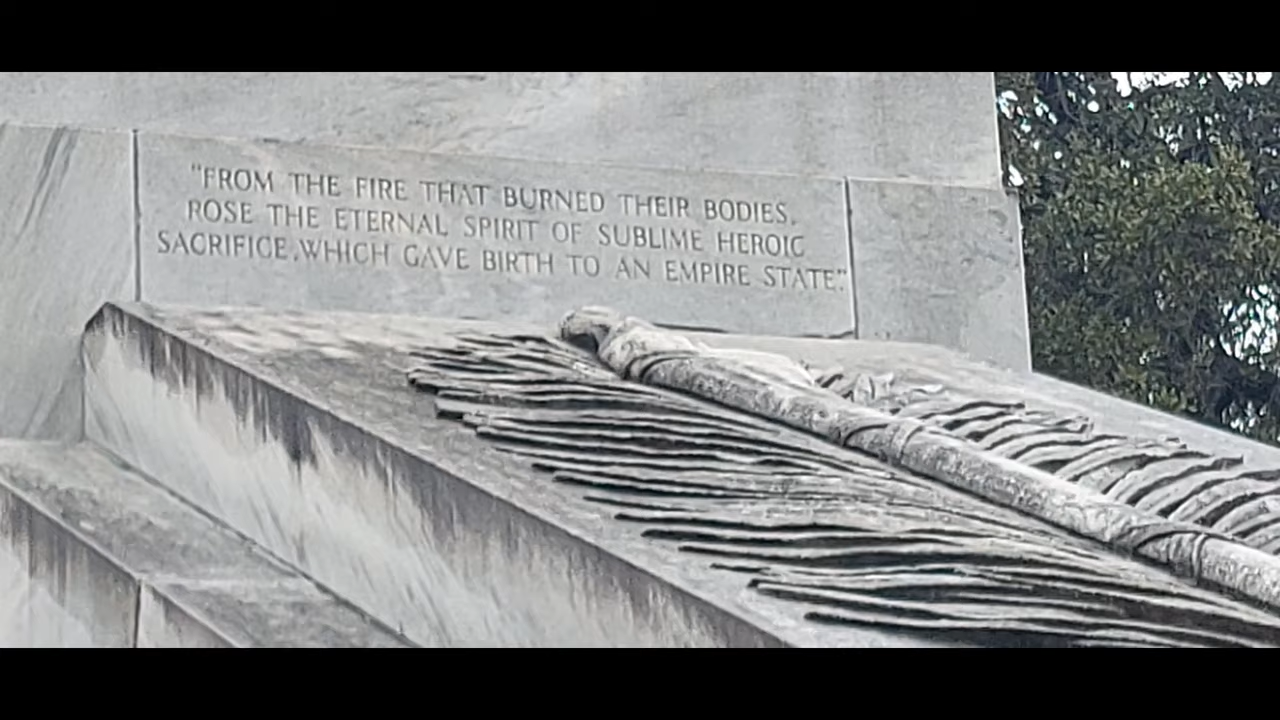 "FROM THE FIRE THAT BURNED THEIR BODIES,
ROSE THE ETERNAL SPIRIT OF SUBLIME HEROIC
SACRIFICE, WHICH GAVE BIRTH TO AN EMPIRE STATE."